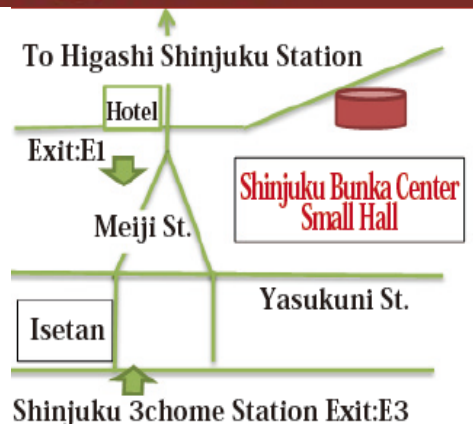 To Higashi Shinjuku Station
Hotel
Exit:E1
Shinjuku Bunka Center
Small Hall
Meiji St.
Yasukuni St.
Isetan
Shinjuku 3chome Station Exit:E3